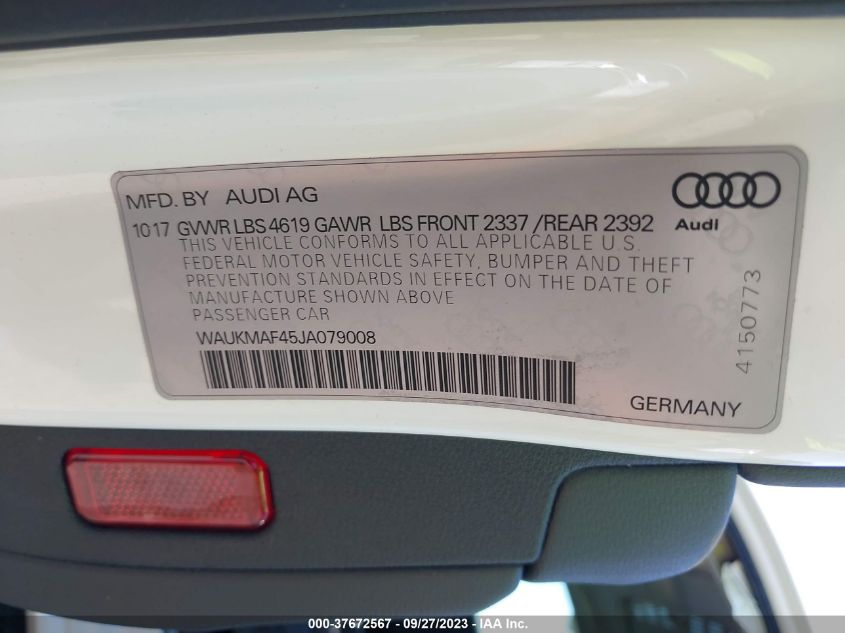 MFD. BY AUDI AG
Audi
10 17 GVWR LBS 4619 GAWR LBS FRONT 2337 /REAR 2392
THIS VEHICLE CONFORMS TO ALL APPLICABLE U.S.
FEDERAL MOTOR VEHICLE SAFETY, BUMPER AND THEFT
PREVENTION STANDARDS IN EFFECT ON THE DATE OF
MANUFACTURE SHOWN ABOVE
PASSENGER CAR
WAUKMAF45JA079008
4150773
GERMANY
000-37672567 / 09/27/2023 / IAA Inc.